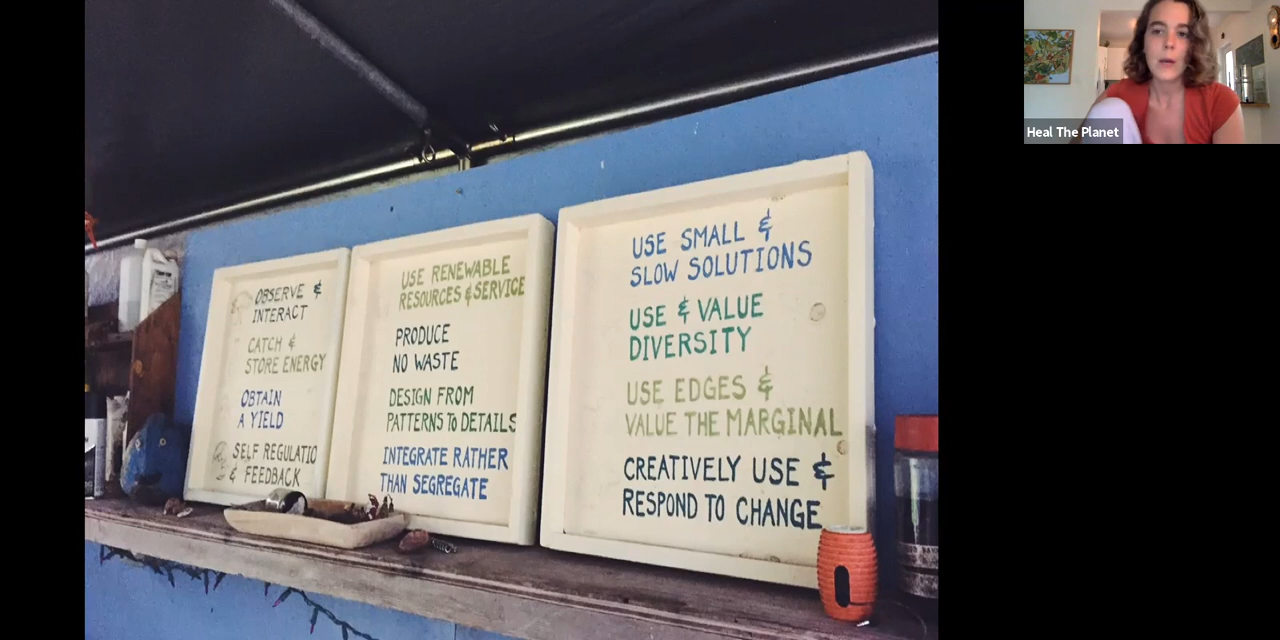 OBSERVE &
INTERACT
CATCH &
STORE ENERGY
OBTAIN
A YIELD
SELF REGULATIO
& FEEDBACK
USE RENEWABLE
RESOURCES & SERVICE
PRODUCE
NO WASTE
DESIGN FROM
PATTERNS TO DETAILS
INTEGRATE RATHER
THAN SEGREGATE
USE SMALL &
SLOW SOLUTIONS
USE & VALUE
DIVERSITY
USE EDGES &
VALUE THE MARGINAL
CREATIVELY USE &
RESPOND TO CHANGE
Heal The Planet